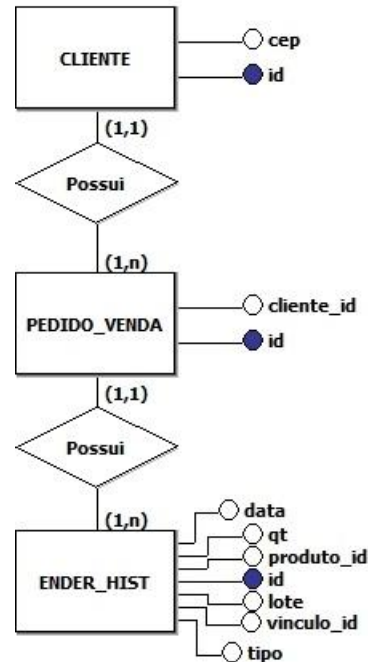 CLIENTE
cep
id
(1,1)
Possui
(1,n)
PEDIDO_VENDA
cliente_id
id
(1,1)
Possui
(1,n)
ENDER_HIST
data
qt
produto_id
id
lote
vinculo_id
tipo